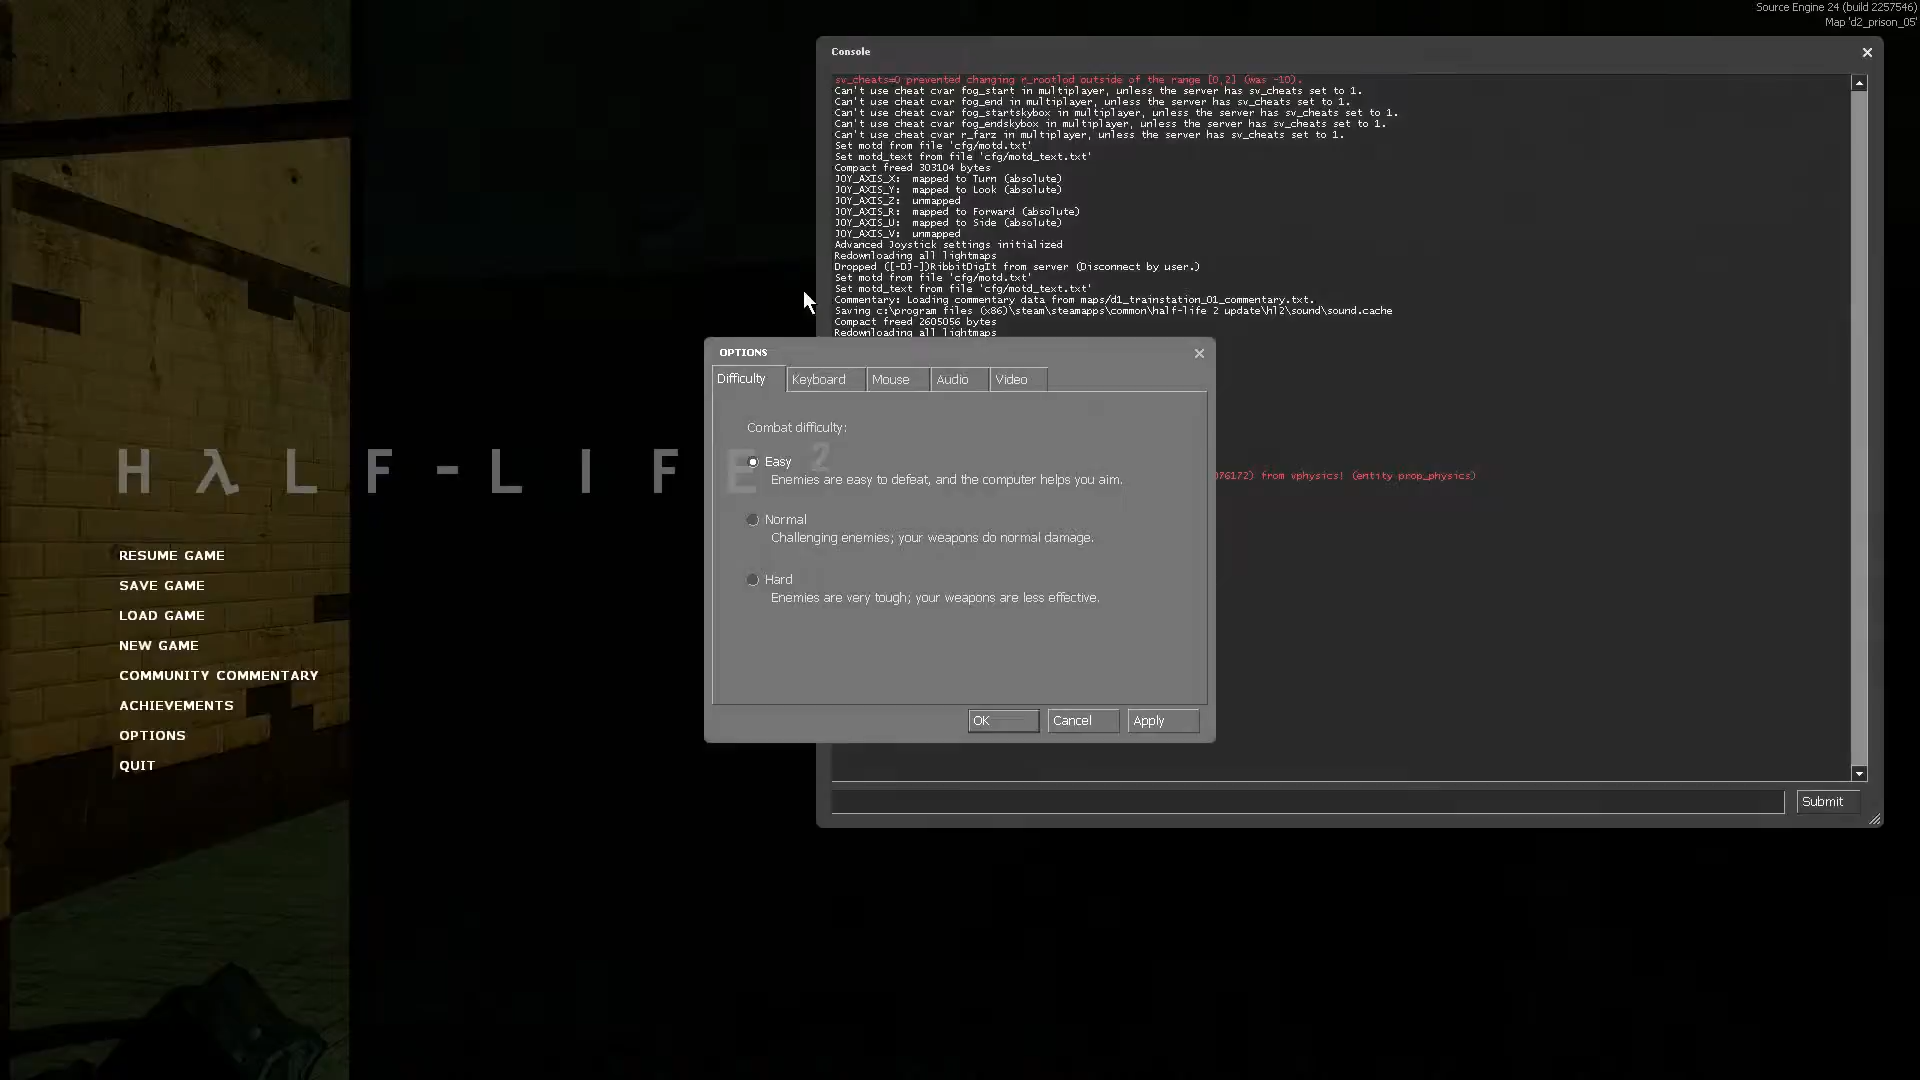 Source Engine 24 (build 2257546)
Map 'd2_prison_05'
Console
sv_cheats=0 prevented changing r_rootlod outside of the range [0,2] (was -10).
Can't use cheat cvar fog_start in multiplayer, unless the server has sv_cheats set to 1.
Can't use cheat cvar fog_end in multiplayer, unless the server has sv_cheats set to 1.
Can't use cheat cvar fog_startskybox in multiplayer, unless the server has sv_cheats set to 1.
Can't use cheat cvar fog_endskybox in multiplayer, unless the server has sv_cheats set to 1.
Can't use cheat cvar r_farz in multiplayer, unless the server has sv_cheats set to 1.
Set motd from file 'cfg/motd.txt'
Set motd_text from file 'cfg/motd_text.txt'
Compact freed 303104 bytes
JOY_AXIS_X: mapped to Turn (absolute)
JOY_AXIS_Y: mapped to Look (absolute)
JOY_AXIS_Z: unmapped
JOY_AXIS_R: mapped to Forward (absolute)
JOY_AXIS_U: mapped to Side (absolute)
JOY_AXIS_V: unmapped
Advanced Joystick settings initialized
Redownloading all lightmaps
Dropped ([-DJ-])RibbitDigIt from server (Disconnect by user.)
Set motd from file 'cfg/motd.txt'
Set motd_text from file 'cfg/motd_text.txt'
Commentary: Loading commentary data from maps/d1_trainstation_01_commentary.txt.
Saving c:\program files (x86)\steam\steamapps\common\half-life 2 update\hl2\sound\sound.cache
Compact freed 2605056 bytes
Redownloading all lightmaps
76172) from vphysics! (entity prop_physics)
Submit
OPTIONS
Difficulty
Keyboard
Mouse
Audio
Video
Combat difficulty:
Easy
Enemies are easy to defeat, and the computer helps you aim.
Normal
Challenging enemies; your weapons do normal damage.
Hard
Enemies are very tough; your weapons are less effective.
OK
Cancel
Apply
HλLF-LIFE 2
RESUME GAME
SAVE GAME
LOAD GAME
NEW GAME
COMMUNITY COMMENTARY
ACHIEVEMENTS
OPTIONS
QUIT